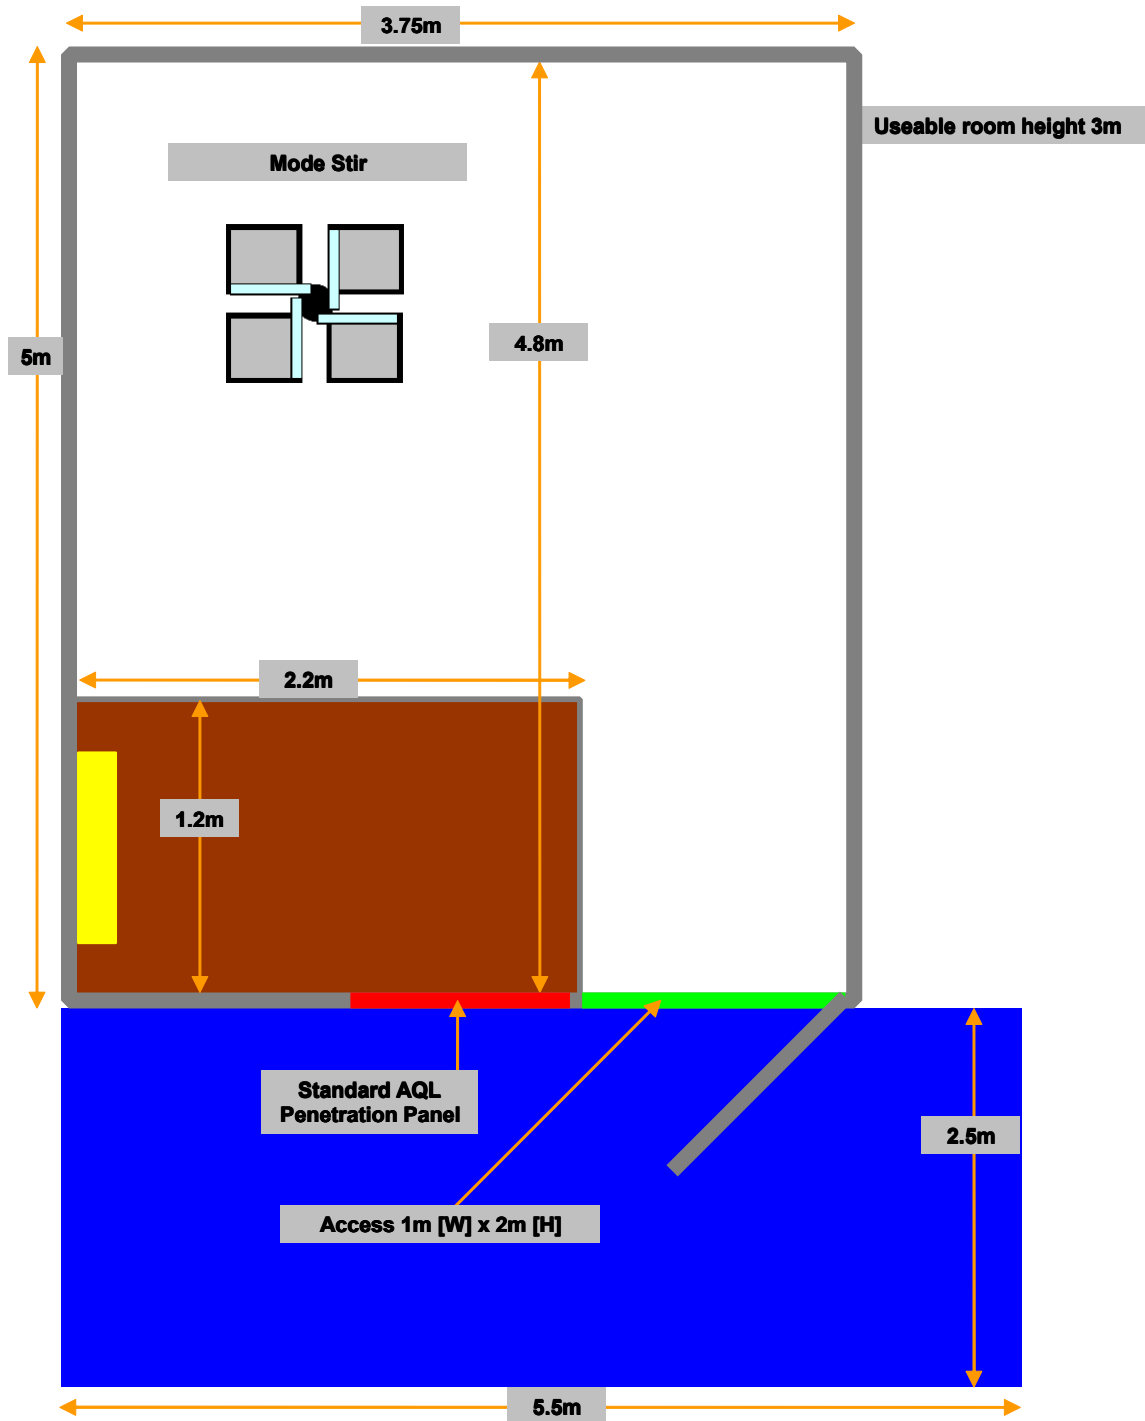 3.75m
Useable room height 3m
Mode Stir
5m
4.8m
2.2m
1.2m
Standard AQL
Penetration Panel
2.5m
Access 1m [W] x 2m [H]
5.5m